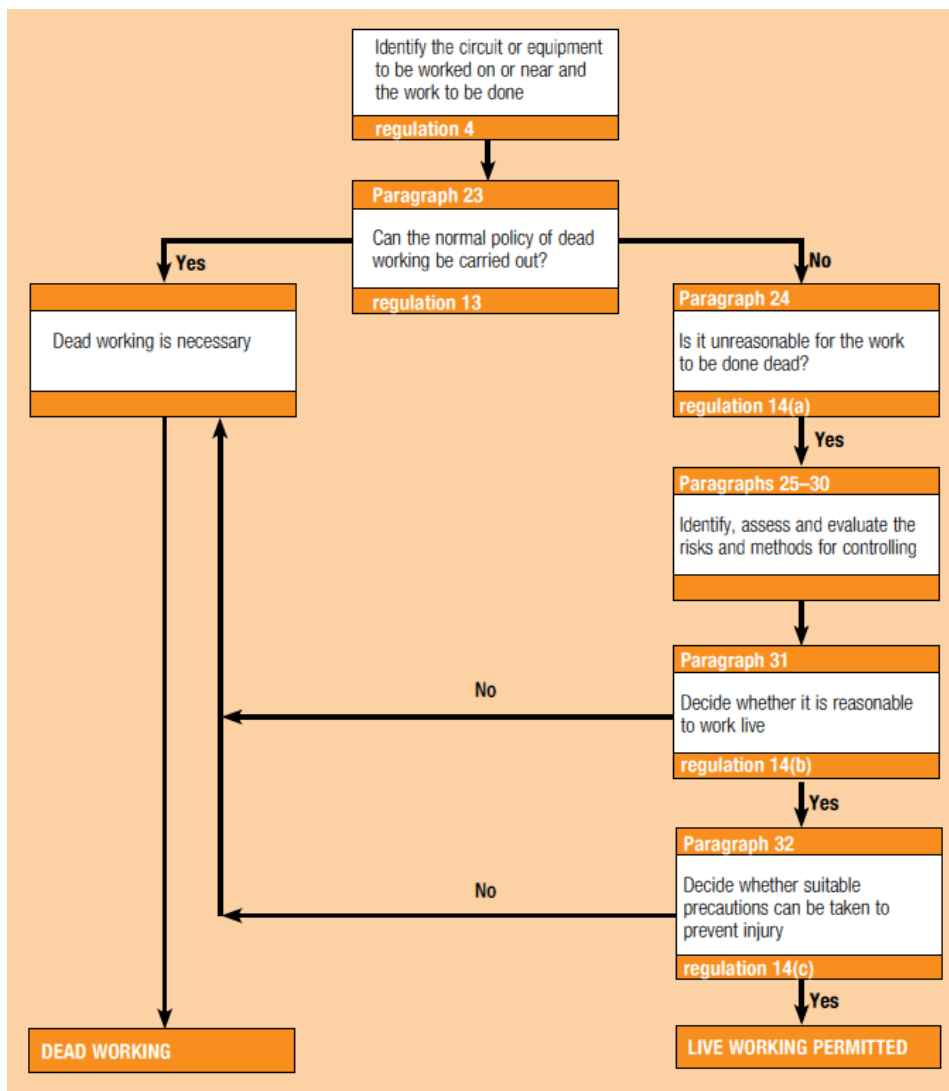 Identify the circuit or equipment
to be worked on or near and
the work to be done
regulation 4
Paragraph 23
Can the normal policy of dead
working be carried out?
regulation 13
Yes
No
Dead working is necessary
Paragraph 24
Is it unreasonable for the work
to be done dead?
regulation 14(a)
Yes
Paragraphs 25–30
Identify, assess and evaluate the
risks and methods for controlling
Paragraph 31
Decide whether it is reasonable
to work live
regulation 14(b)
No
Yes
Paragraph 32
Decide whether suitable
precautions can be taken to
prevent injury
regulation 14(c)
No
Yes
DEAD WORKING
LIVE WORKING PERMITTED